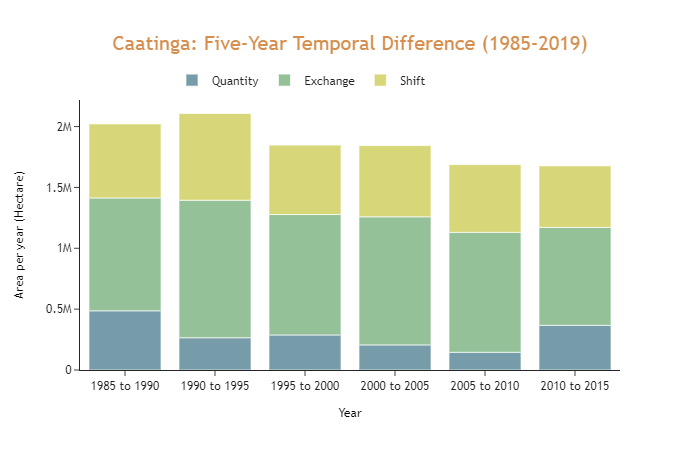 Caatinga: Five-Year Temporal Difference (1985-2019)
Quantity Exchange Shift
2M
1.5M
1M
0.5M
0
Area per year (Hectare)
1985 to 1990 1990 to 1995 1995 to 2000 2000 to 2005 2005 to 2010 2010 to 2015
Year